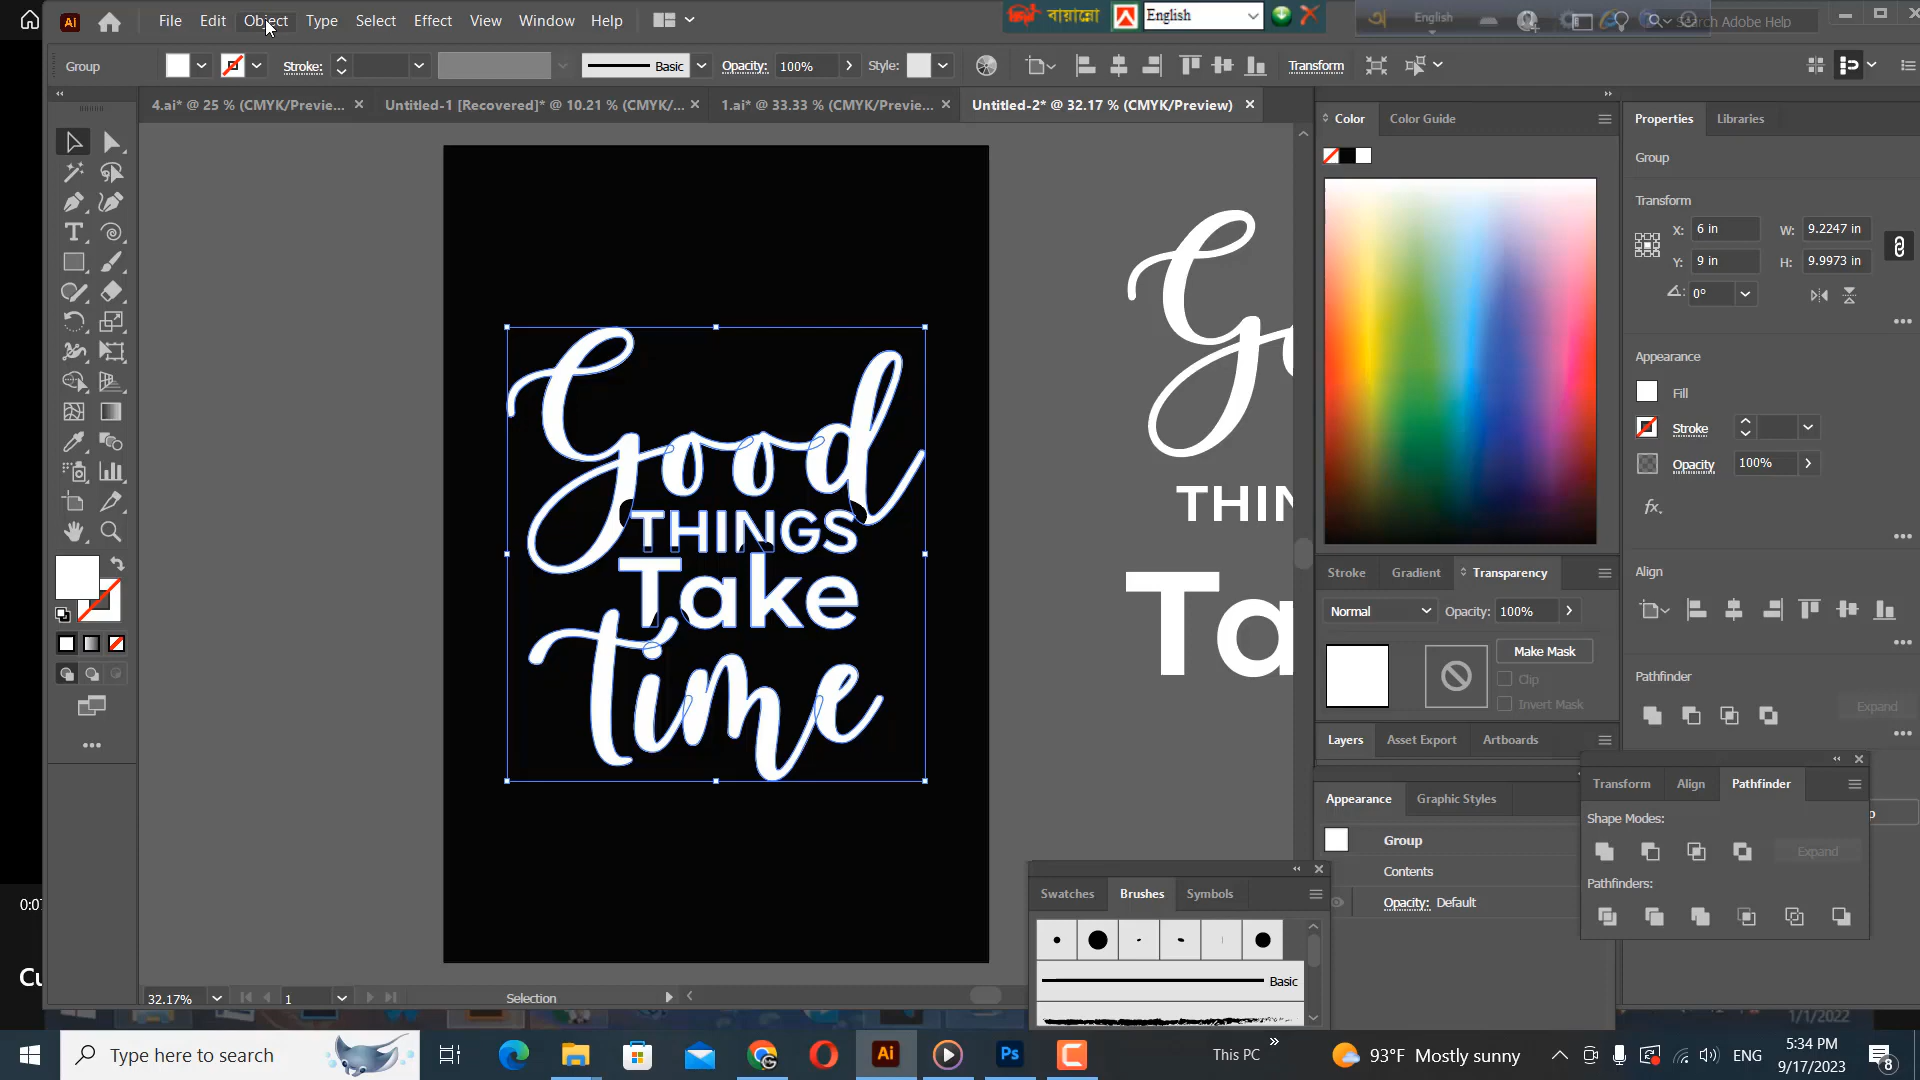 File Edit Object Type Select Effect View Window Help
বায়ান্নো English
English
Search Adobe Help
Group Stroke: Basic Opacity: 100% Style: Transform
4.ai* @ 25 % (CMYK/Previe... Untitled-1 [Recovered]* @ 10.21 % (CMYK/... 1.ai* @ 33.33 % (CMYK/Previe... Untitled-2* @ 32.17 % (CMYK/Preview)
Good
THINGS
Take
time
Go
THIN
Ta
Color Color Guide
Stroke Gradient Transparency
Normal Opacity: 100%
Make Mask
Clip
Invert Mask
Layers Asset Export Artboards
Appearance Graphic Styles
Group
Contents
Opacity: Default
Properties Libraries
Group
Transform
X: 6 in W: 9.2247 in
Y: 9 in H: 9.9973 in
0°
Appearance
Fill
Stroke
Opacity 100%
fx.
Align
Pathfinder
Expand
Transform Align Pathfinder
Shape Modes:
Expand
Pathfinders:
Swatches Brushes Symbols
Basic
0:0
Cu
32.17% 1 Selection
1/1/2022
Type here to search
This PC
93°F Mostly sunny
ENG
5:34 PM
9/17/2023
8